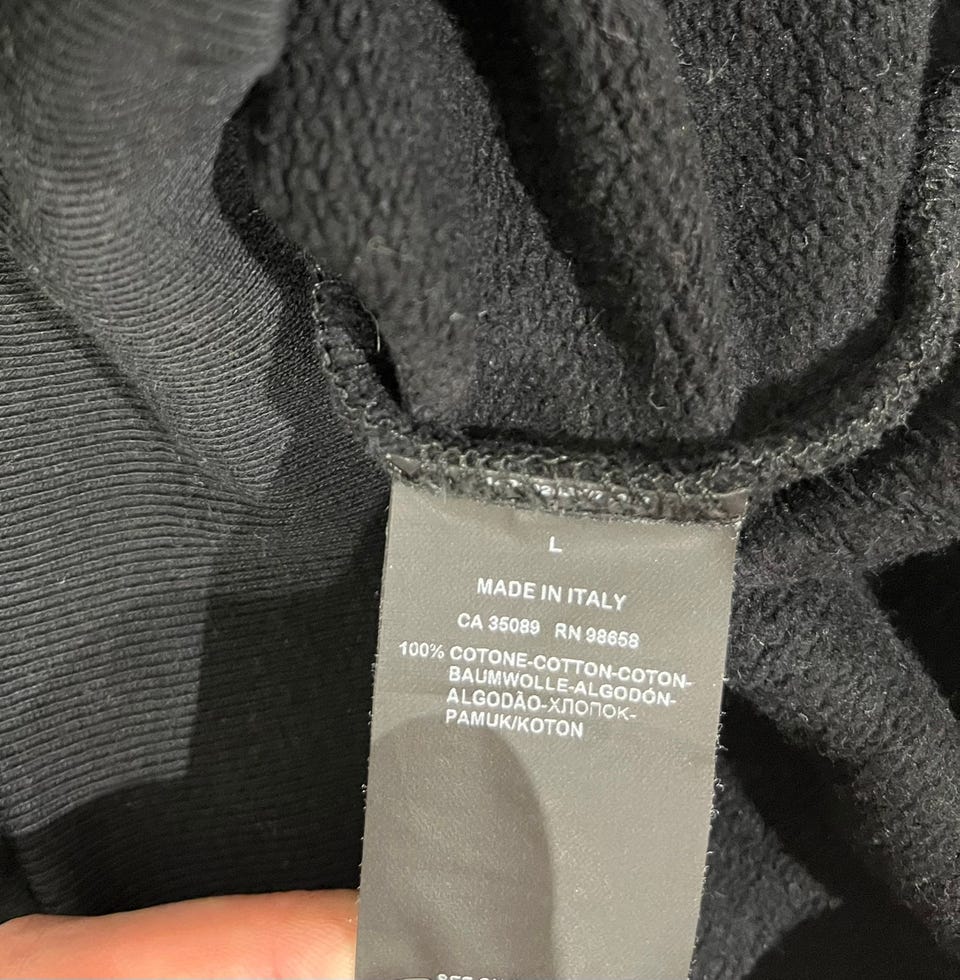 L
MADE IN ITALY
CA 35089 RN 98658
100% COTONE-COTTON-COTON-
BAUMWOLLE-ALGODÓN-
ALGODÃO-ХЛОПОК-
PAMUK/KOTON